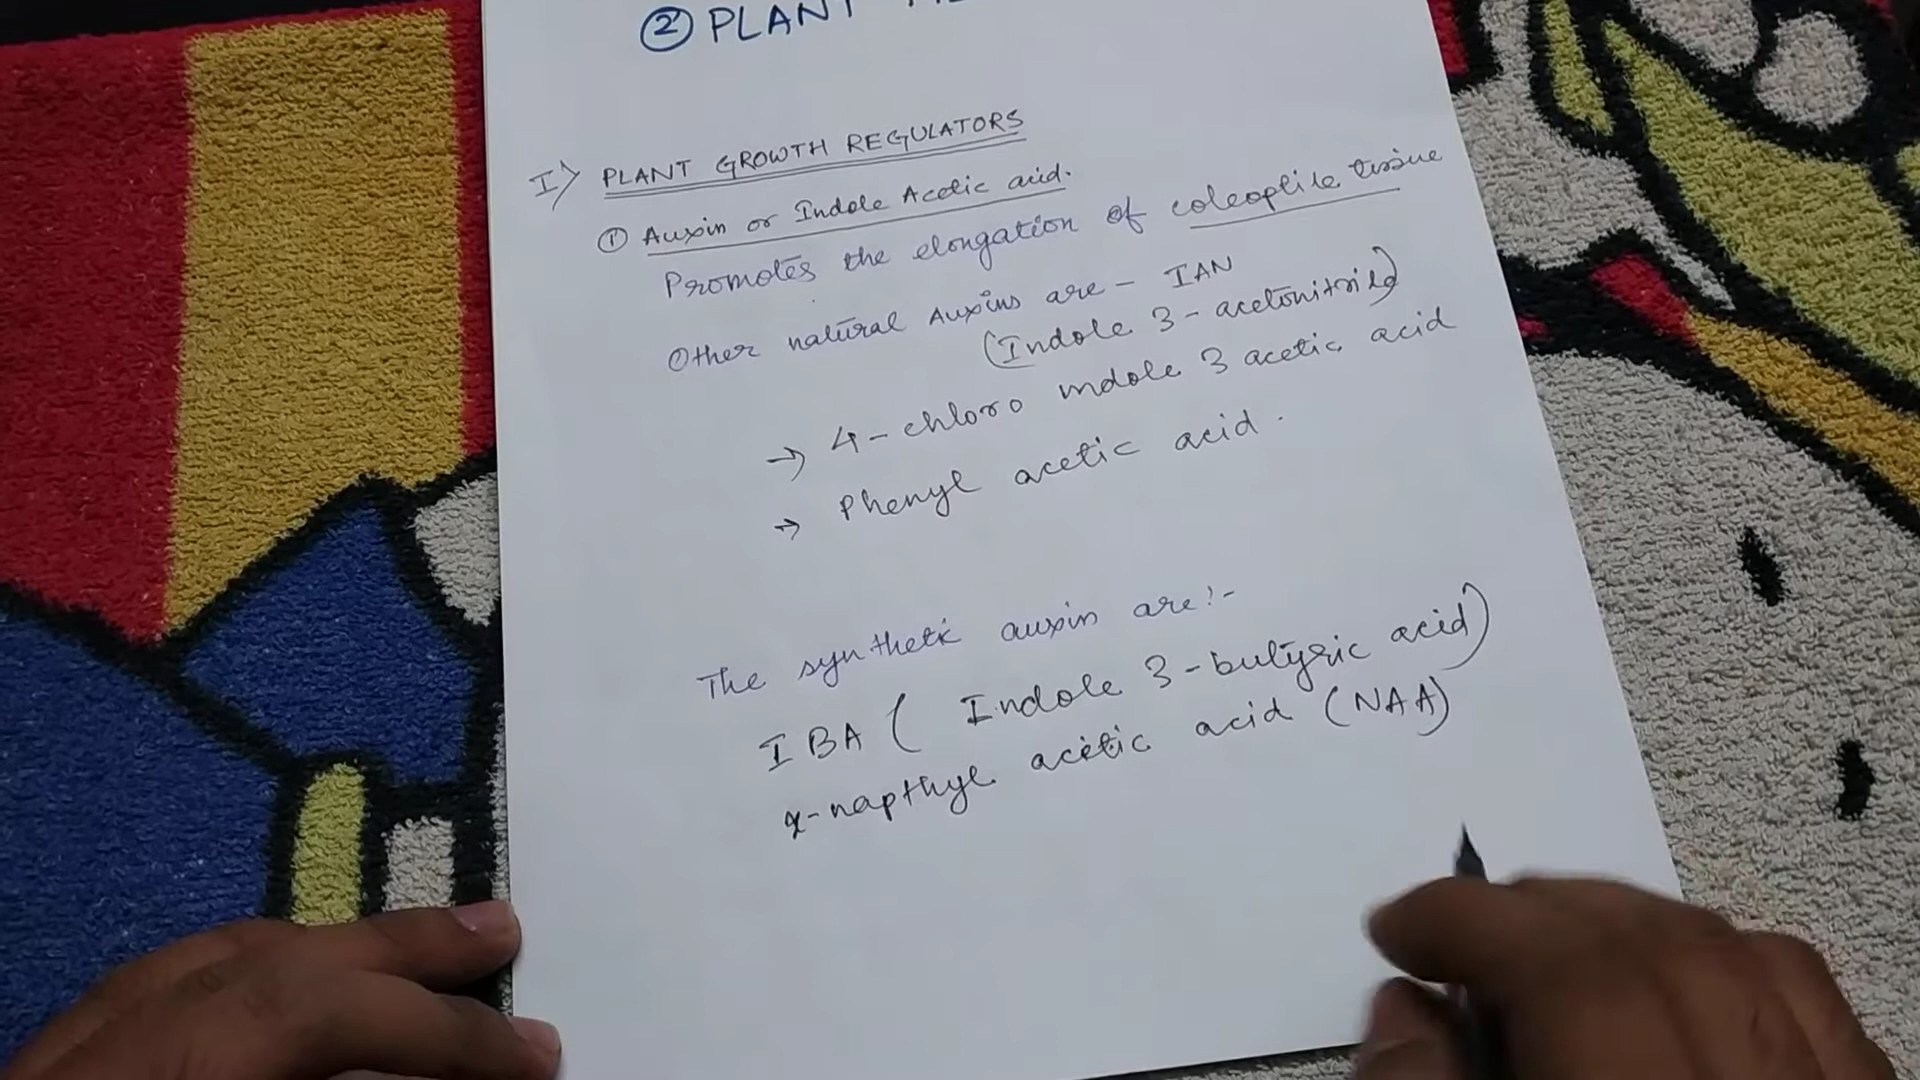 ② PLANT
I) PLANT GROWTH REGULATORS
① Auxin or Indole Acetic acid.
Promotes the elongation of coleoptile tissue
Other natural Auxins are - IAN
(Indole 3-acetonitrile)
→ 4-chloro indole 3 acetic acid
→ Phenyl acetic acid.
The synthetic auxin are:-
IBA (Indole 3-butyric acid)
α-napthyl acetic acid (NAA)